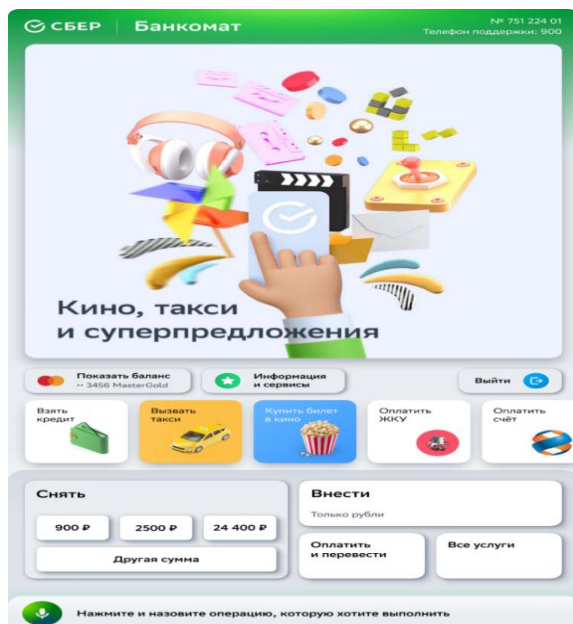 СБЕР Банкомат
№ 751 224 01
Телефон поддержки: 900
Кино, такси
и суперпредложения
Показать баланс
·· 3456 MasterGold
Информация
и сервисы
Выйти
Взять
кредит
Вызвать
такси
Купить билет
в кино
Оплатить
ЖКУ
Оплатить
счёт
Снять
900 ₽
2500 ₽
24 400 ₽
Другая сумма
Внести
Только рубли
Оплатить
и перевести
Все услуги
Нажмите и назовите операцию, которую хотите выполнить